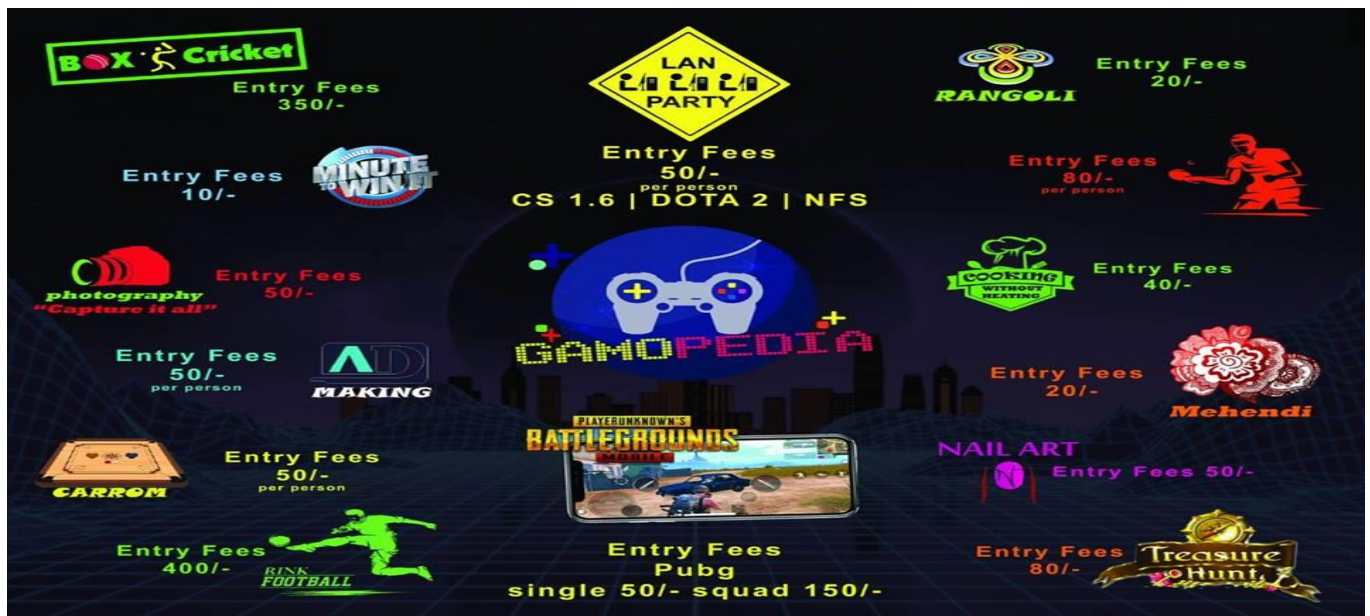 BOX Cricket
Entry Fees
350/-
MINUTE
TO WIN IT
Entry Fees
10/-
photography
"Capture it all"
Entry Fees
50/-
Entry Fees
50/-
per person
AD
MAKING
CARROM
Entry Fees
50/-
per person
Entry Fees
400/-
RINK
FOOTBALL
LAN
PARTY
Entry Fees
50/-
per person
CS 1.6 | DOTA 2 | NFS
GAMOPEDIA
PLAYERUNKNOWN'S
BATTLEGROUNDS
MOBILE
Entry Fees
Pubg
single 50/- squad 150/-
RANGOLI
Entry Fees
20/-
Entry Fees
80/-
per person
COOKING
WITHOUT
HEATING
Entry Fees
40/-
Entry Fees
20/-
Mehendi
NAIL ART
N
Entry Fees 50/-
Entry Fees
80/-
Treasure
Hunt